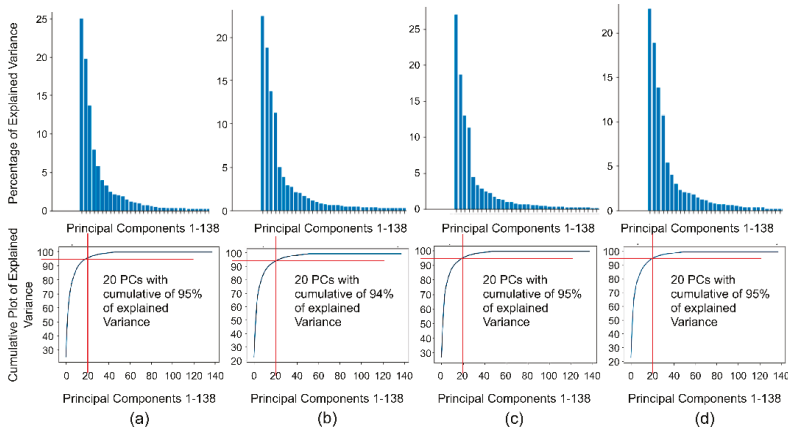 Percentage of Explained Variance
25
20
15
10
5
0
Principal Components 1-138
20
15
10
5
0
Principal Components 1-138
25
20
15
10
5
0
Principal Components 1-138
20
15
10
5
0
Principal Components 1-138
Cumulative Plot of Explained
Variance
100
90
80
70
60
50
40
30
20 PCs with
cumulative of 95%
of explained
Variance
0 20 40 60 80 100 120 140
Principal Components 1-138
(a)
100
90
80
70
60
50
40
30
20
20 PCs with
cumulative of 94%
of explained
Variance
0 20 40 60 80 100 120 140
Principal Components 1-138
(b)
100
90
80
70
60
50
40
30
20 PCs with
cumulative of 95%
of explained
Variance
0 20 40 60 80 100 120 140
Principal Components 1-138
(c)
100
90
80
70
60
50
40
30
20
20 PCs with
cumulative of 95%
of explained
Variance
0 20 40 60 80 100 120 140
Principal Components 1-138
(d)